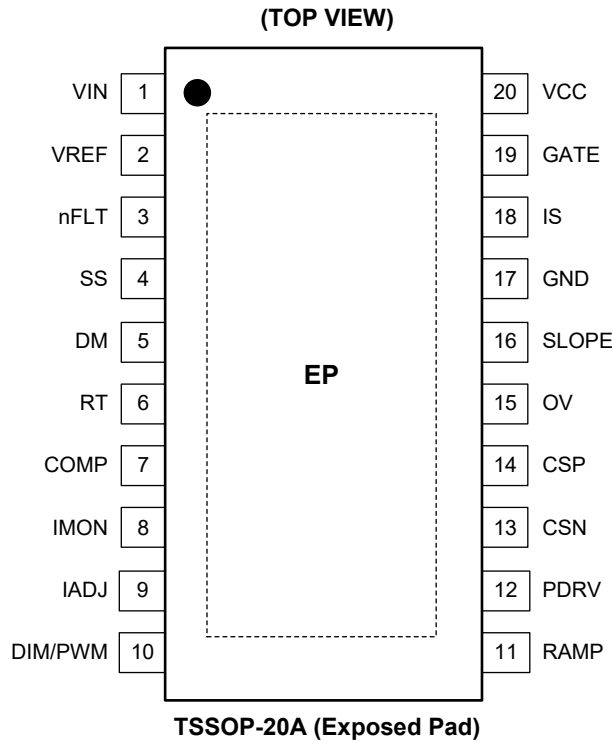 (TOP VIEW)
VIN 1 20 VCC
VREF 2 19 GATE
nFLT 3 18 IS
SS 4 17 GND
DM 5 16 SLOPE
EP
RT 6 15 OV
COMP 7 14 CSP
IMON 8 13 CSN
IADJ 9 12 PDRV
DIM/PWM 10 11 RAMP
TSSOP-20A (Exposed Pad)